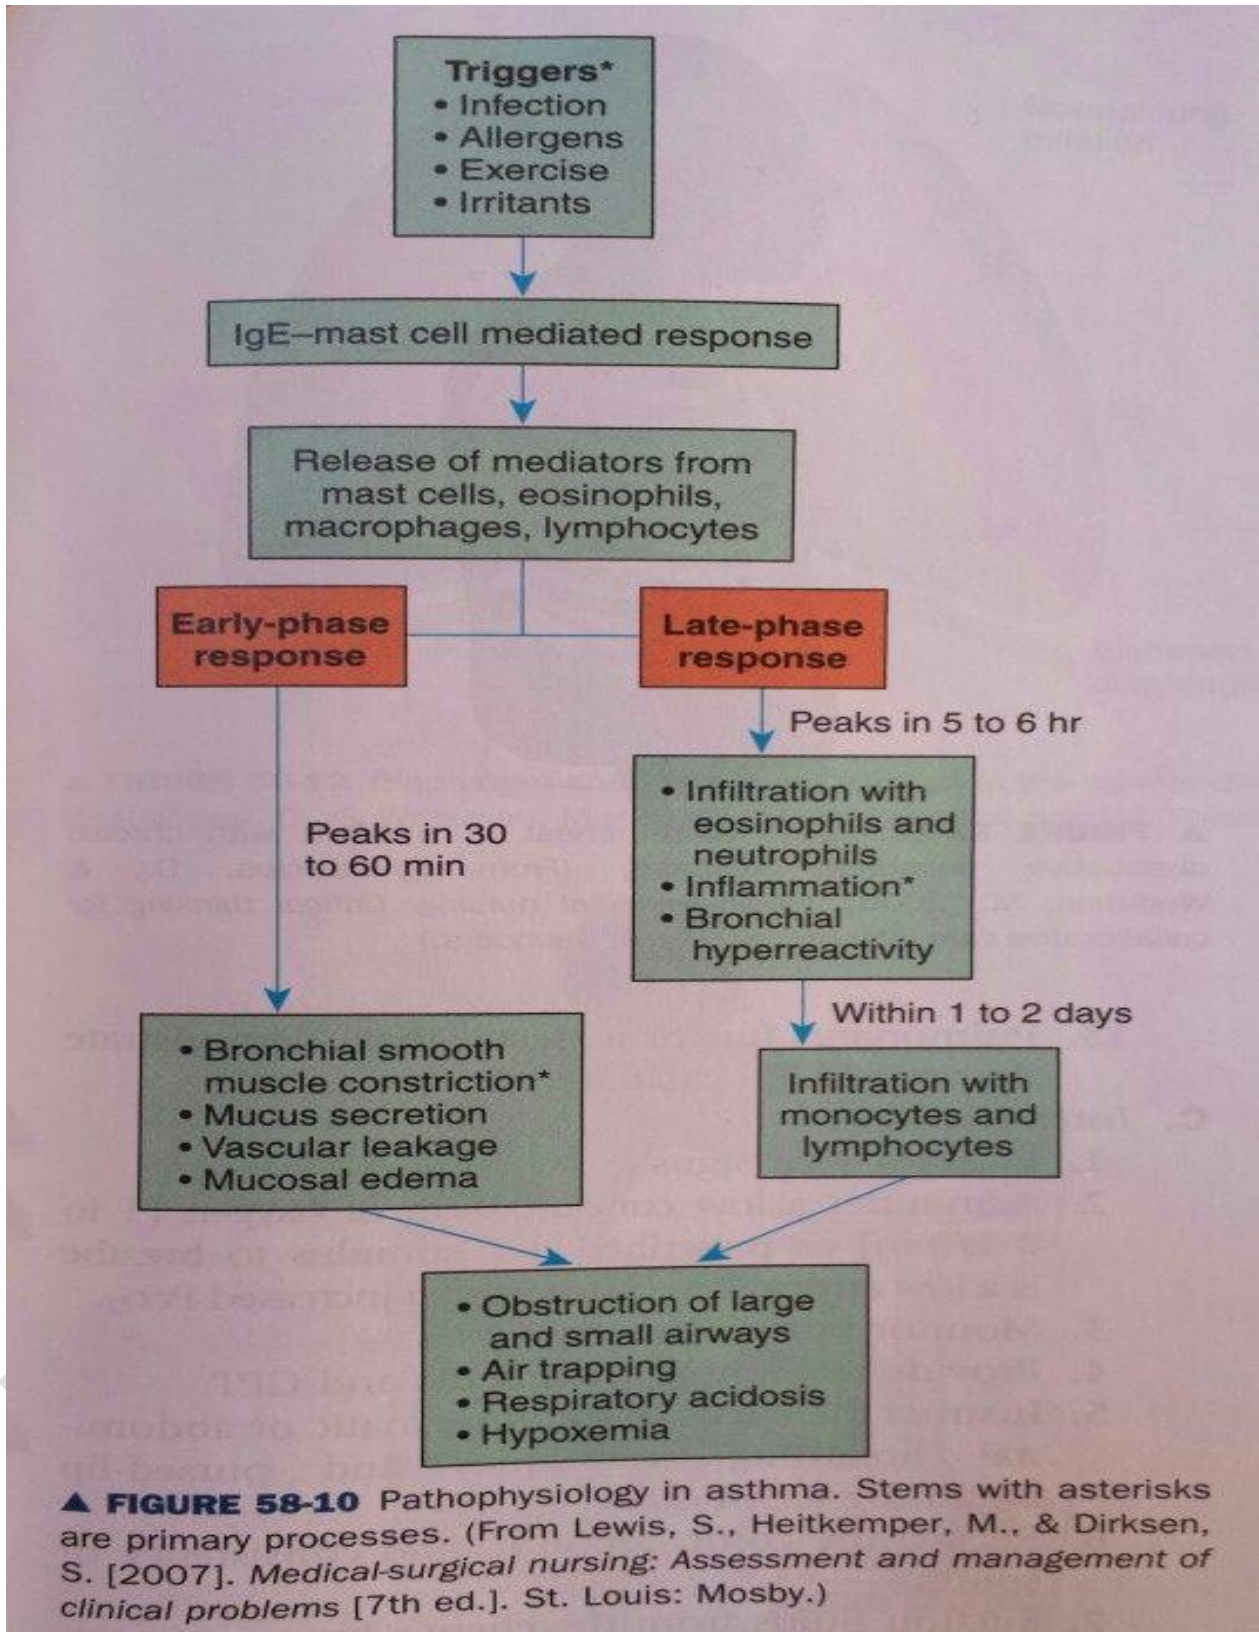 Triggers*
• Infection
• Allergens
• Exercise
• Irritants
IgE–mast cell mediated response
Release of mediators from
mast cells, eosinophils,
macrophages, lymphocytes
Early-phase
response
Late-phase
response
Peaks in 5 to 6 hr
Peaks in 30
to 60 min
• Infiltration with
eosinophils and
neutrophils
• Inflammation*
• Bronchial
hyperreactivity
Within 1 to 2 days
• Bronchial smooth
muscle constriction*
• Mucus secretion
• Vascular leakage
• Mucosal edema
Infiltration with
monocytes and
lymphocytes
• Obstruction of large
and small airways
• Air trapping
• Respiratory acidosis
• Hypoxemia
▲ FIGURE 58-10 Pathophysiology in asthma. Stems with asterisks
are primary processes. (From Lewis, S., Heitkemper, M., & Dirksen,
S. [2007]. Medical-surgical nursing: Assessment and management of
clinical problems [7th ed.]. St. Louis: Mosby.)